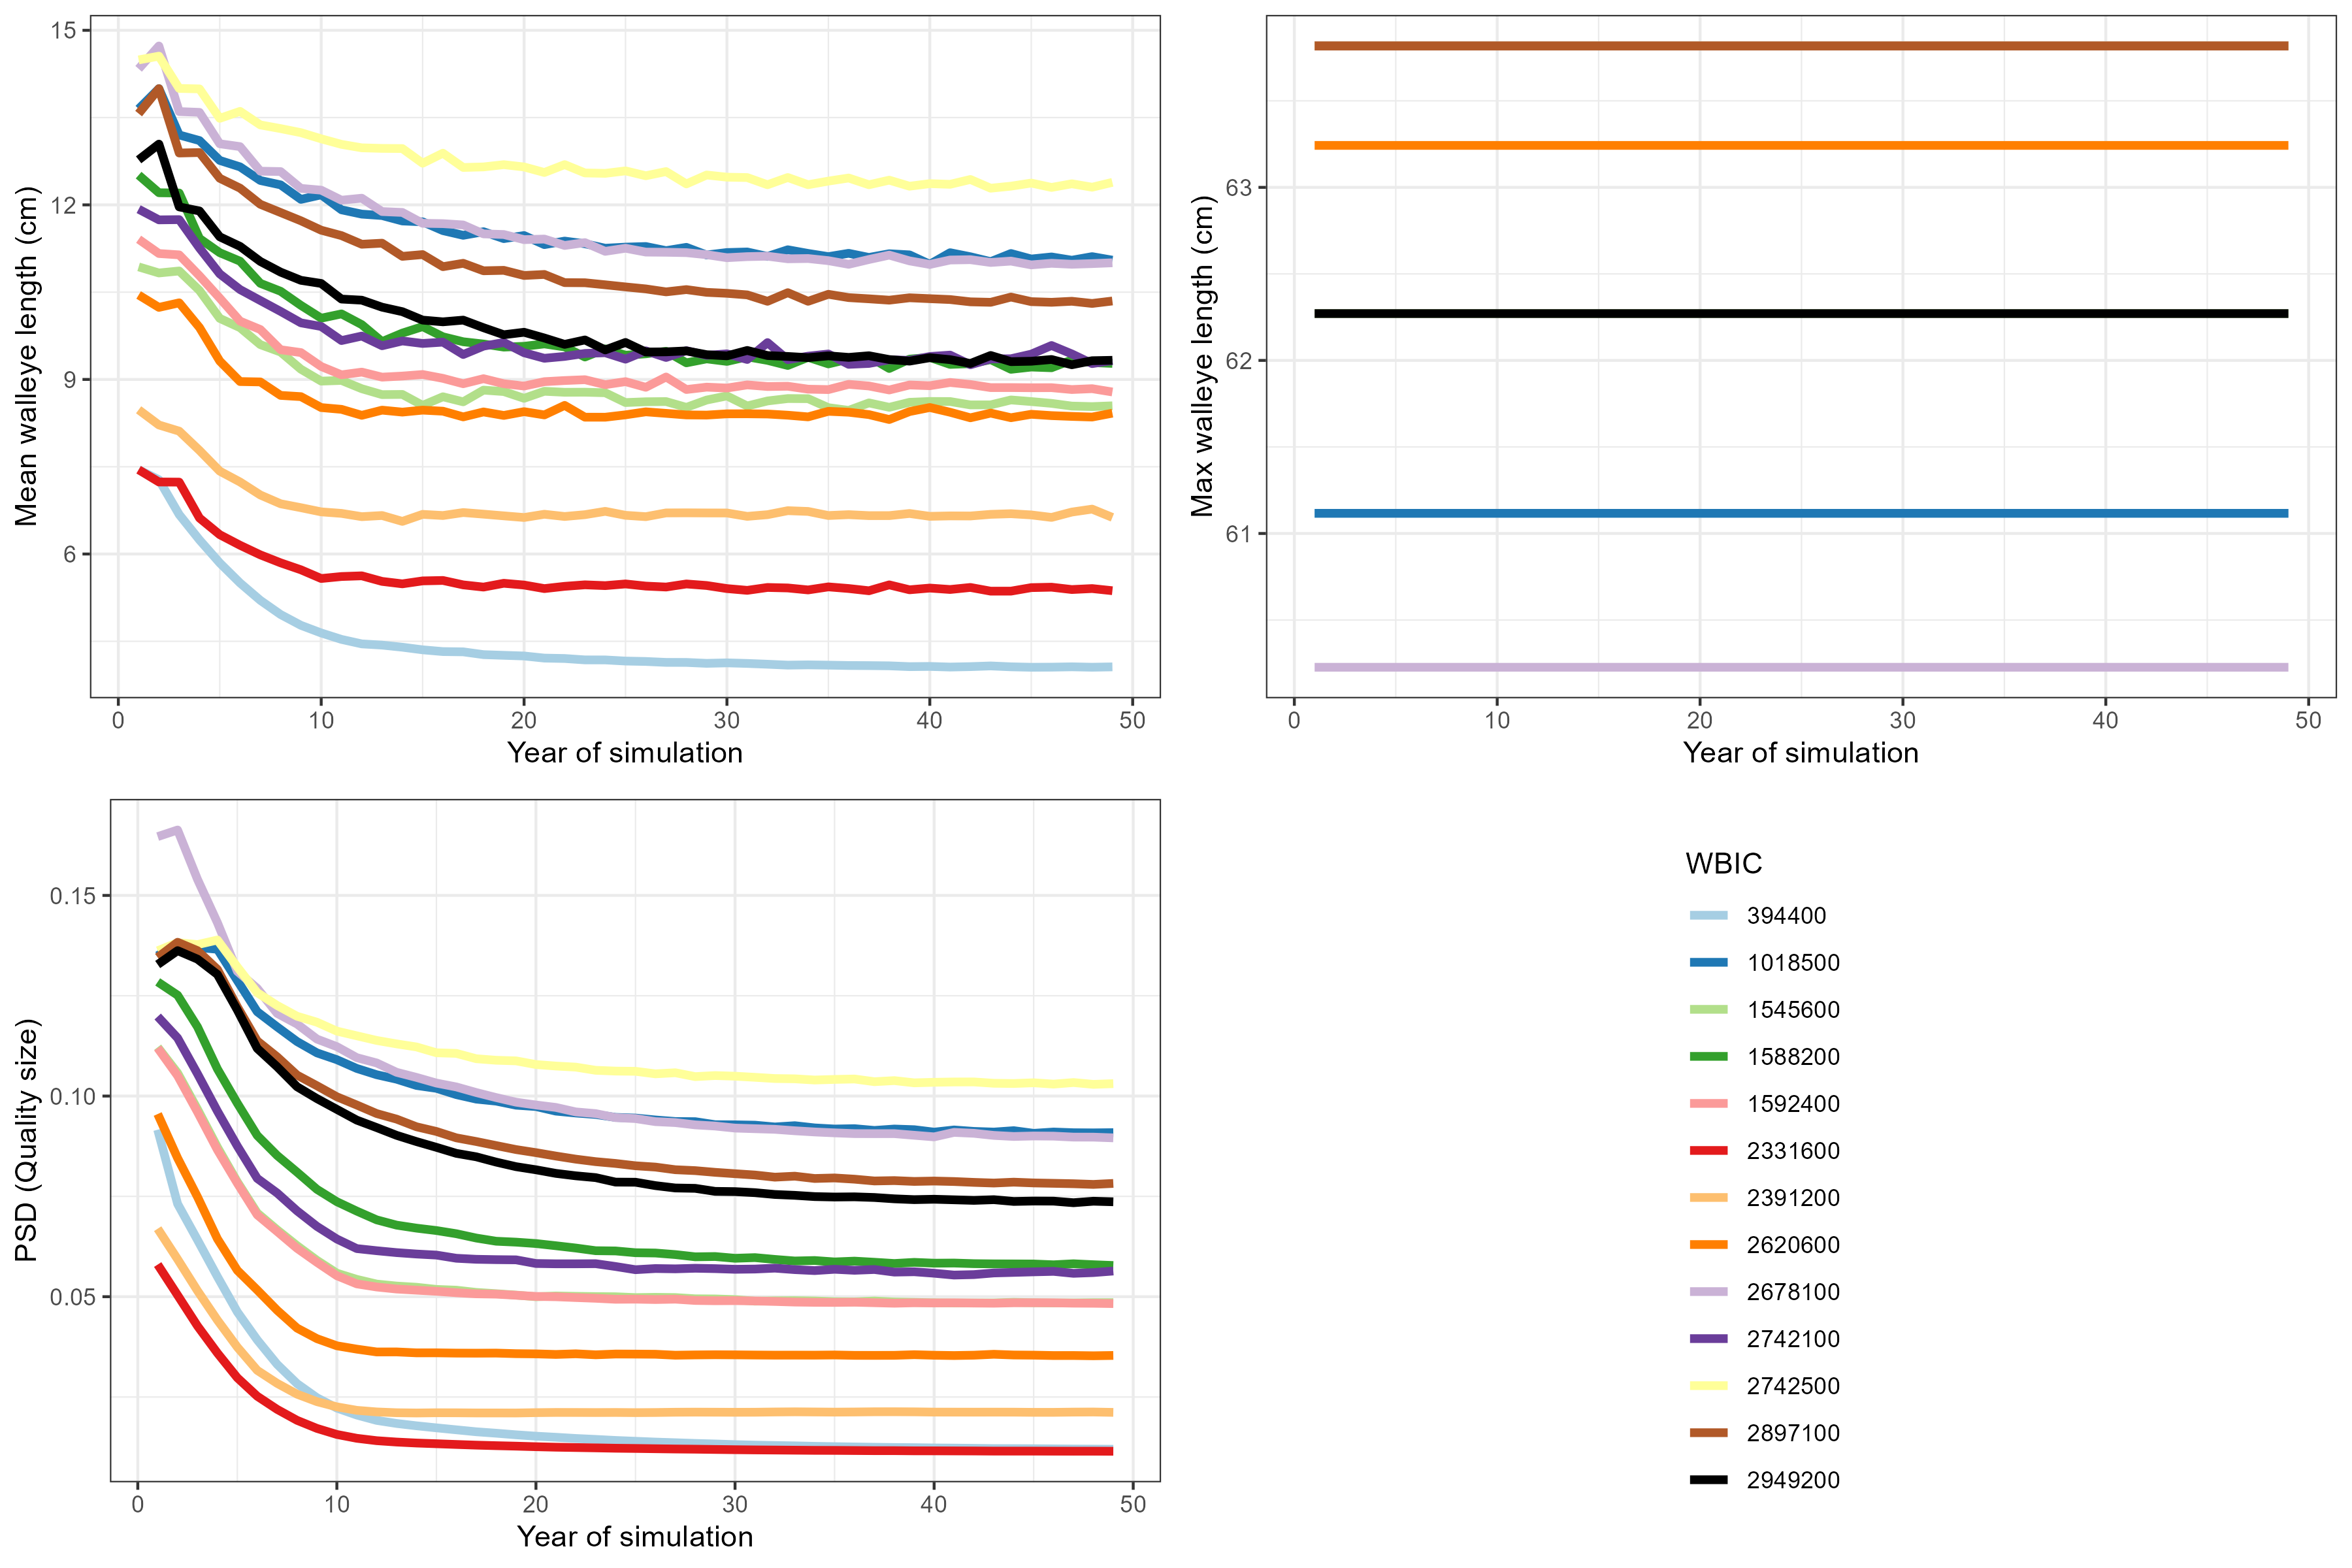 Mean walleye length (cm)
15
12
9
6
0 10 20 30 40 50
Year of simulation
Max walleye length (cm)
63
62
61
0 10 20 30 40 50
Year of simulation
PSD (Quality size)
0.15
0.10
0.05
0 10 20 30 40 50
Year of simulation
WBIC
394400
1018500
1545600
1588200
1592400
2331600
2391200
2620600
2678100
2742100
2742500
2897100
2949200